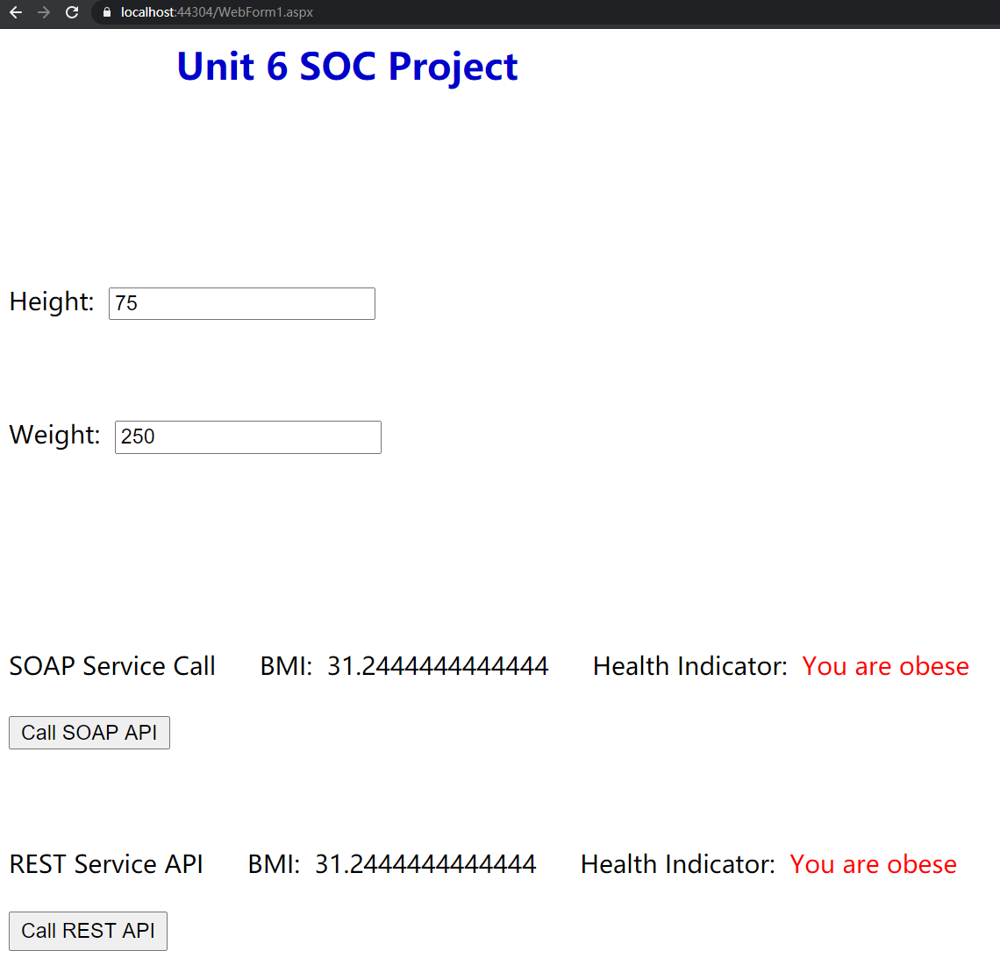 localhost:44304/WebForm1.aspx
Unit 6 SOC Project
Height: 75
Weight: 250
SOAP Service Call BMI: 31.2444444444444 Health Indicator: You are obese
Call SOAP API
REST Service API BMI: 31.2444444444444 Health Indicator: You are obese
Call REST API